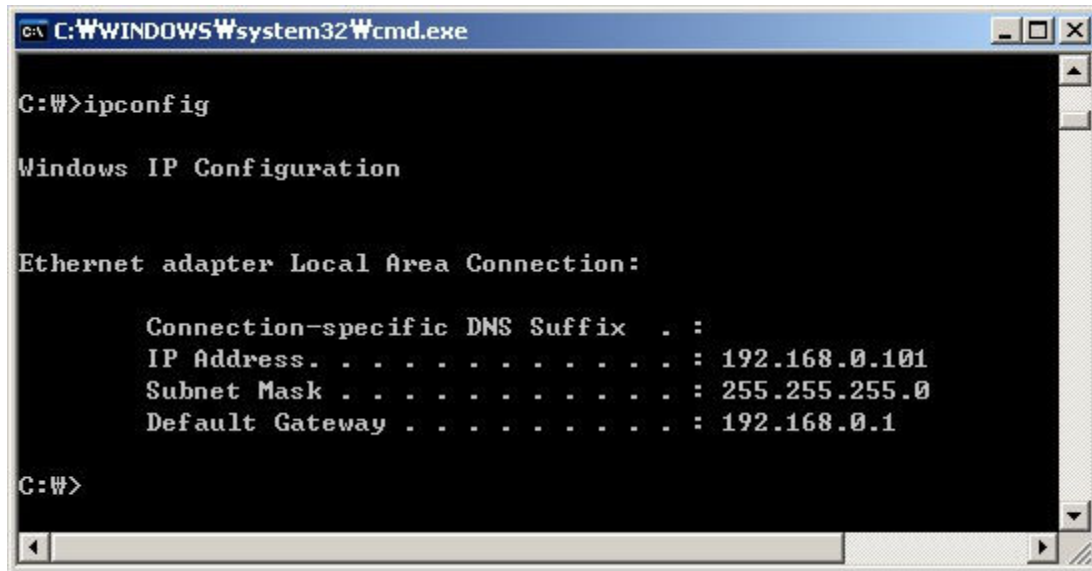 C:₩WINDOWS₩system32₩cmd.exe
C:₩>ipconfig
Windows IP Configuration
Ethernet adapter Local Area Connection:
Connection-specific DNS Suffix . :
IP Address. . . . . . . . . . . . : 192.168.0.101
Subnet Mask . . . . . . . . . . . : 255.255.255.0
Default Gateway . . . . . . . . . : 192.168.0.1
C:₩>